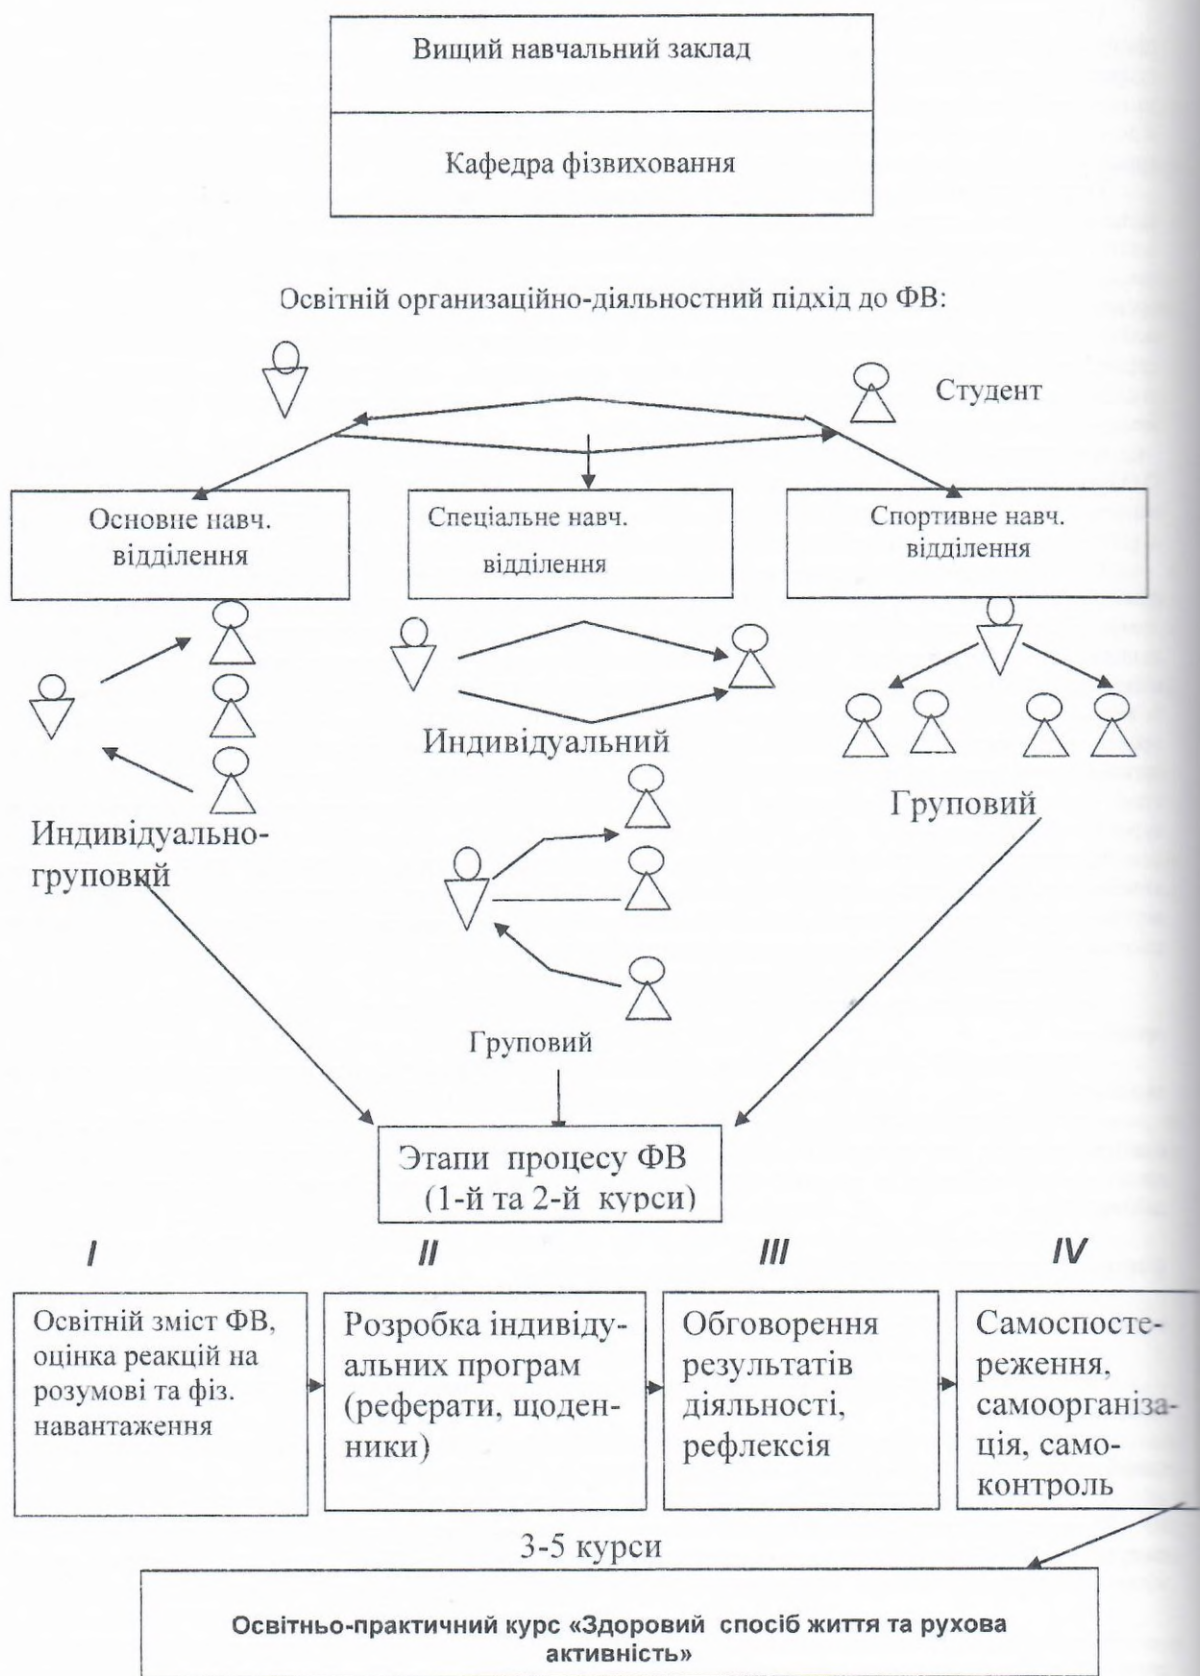 Вищий навчальний заклад
Кафедра фізвиховання
Освітній организаційно-діяльностний підхід до ФВ:
Студент
Основне навч.
відділення
Спеціальне навч.
відділення
Спортивне навч.
відділення
Индивідуально-
груповий
Индивідуальний
Груповий
Груповий
Этапи процесу ФВ
(1-й та 2-й курси)
I
II
III
IV
Освітній зміст ФВ,
оцінка реакцій на
розумові та фіз.
навантаження
Розробка індивіду-
альних програм
(реферати, щоден-
ники)
Обговорення
результатів
діяльності,
рефлексія
Самоспосте-
реження,
самоорганіза-
ція, само-
контроль
3-5 курси
Освітньо-практичний курс «Здоровий спосіб життя та рухова
активність»